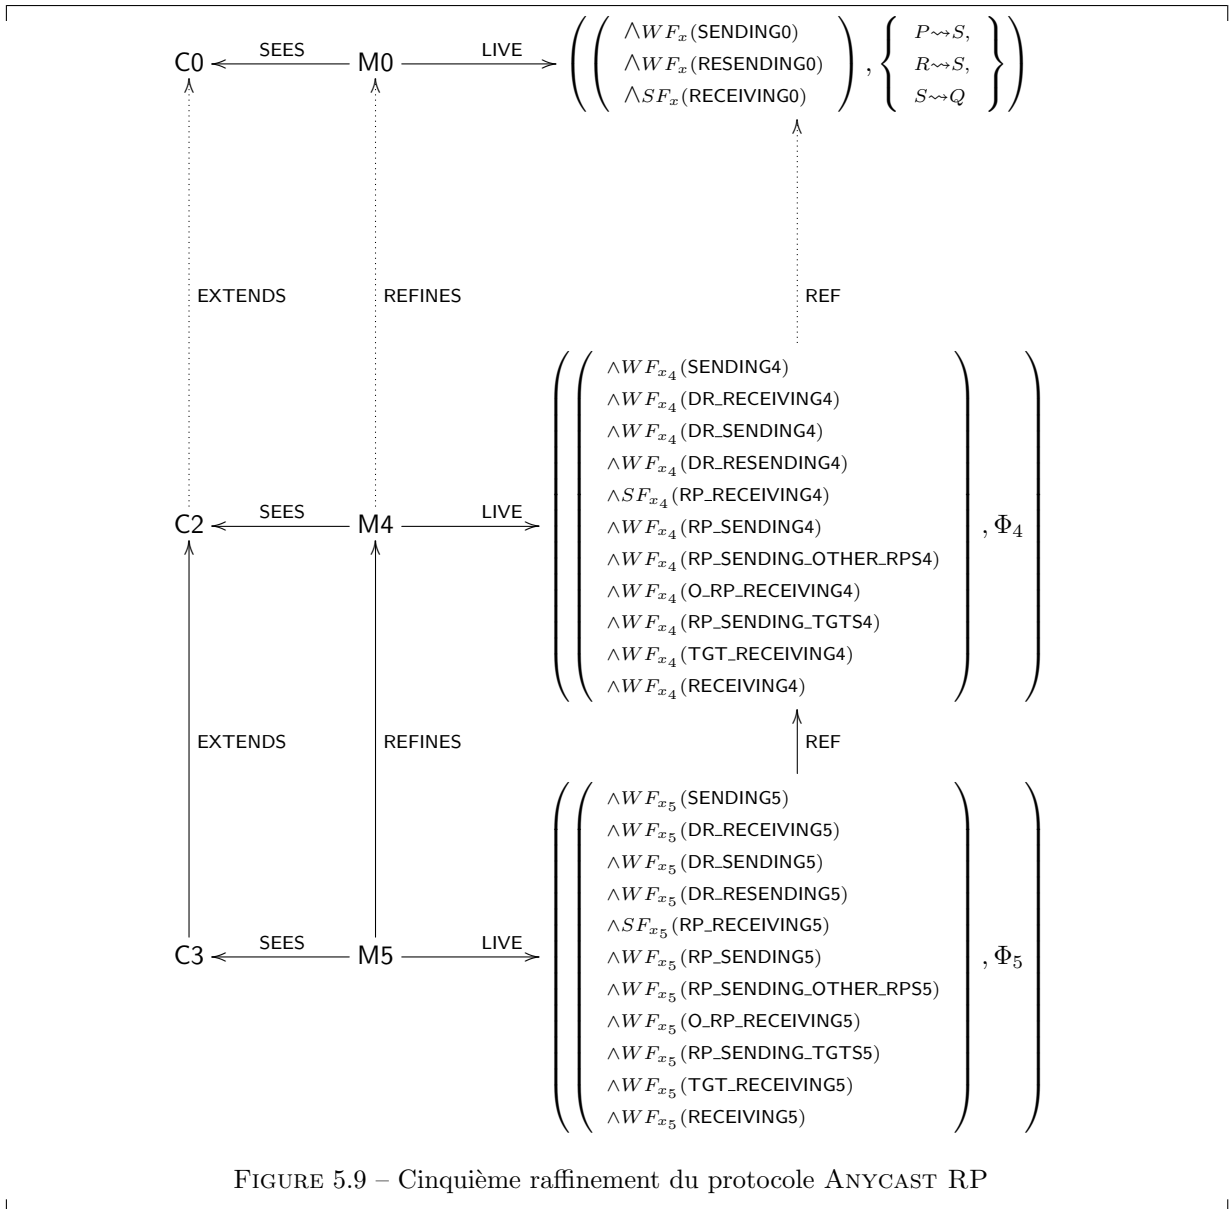 C0 SEES M0 LIVE ( ( ∧WF_x(SENDING0) , { P⇝S,
∧WF_x(RESENDING0) R⇝S,
∧SF_x(RECEIVING0) S⇝Q } ) )
EXTENDS REFINES REF
∧WF_{x_4}(SENDING4)
∧WF_{x_4}(DR_RECEIVING4)
∧WF_{x_4}(DR_SENDING4)
∧WF_{x_4}(DR_RESENDING4)
∧SF_{x_4}(RP_RECEIVING4)
C2 SEES M4 LIVE ∧WF_{x_4}(RP_SENDING4) , Φ_4
∧WF_{x_4}(RP_SENDING_OTHER_RPS4)
∧WF_{x_4}(O_RP_RECEIVING4)
∧WF_{x_4}(RP_SENDING_TGTS4)
∧WF_{x_4}(TGT_RECEIVING4)
∧WF_{x_4}(RECEIVING4)
EXTENDS REFINES REF
∧WF_{x_5}(SENDING5)
∧WF_{x_5}(DR_RECEIVING5)
∧WF_{x_5}(DR_SENDING5)
∧WF_{x_5}(DR_RESENDING5)
∧SF_{x_5}(RP_RECEIVING5)
C3 SEES M5 LIVE ∧WF_{x_5}(RP_SENDING5) , Φ_5
∧WF_{x_5}(RP_SENDING_OTHER_RPS5)
∧WF_{x_5}(O_RP_RECEIVING5)
∧WF_{x_5}(RP_SENDING_TGTS5)
∧WF_{x_5}(TGT_RECEIVING5)
∧WF_{x_5}(RECEIVING5)
FIGURE 5.9 – Cinquième raffinement du protocole ANYCAST RP